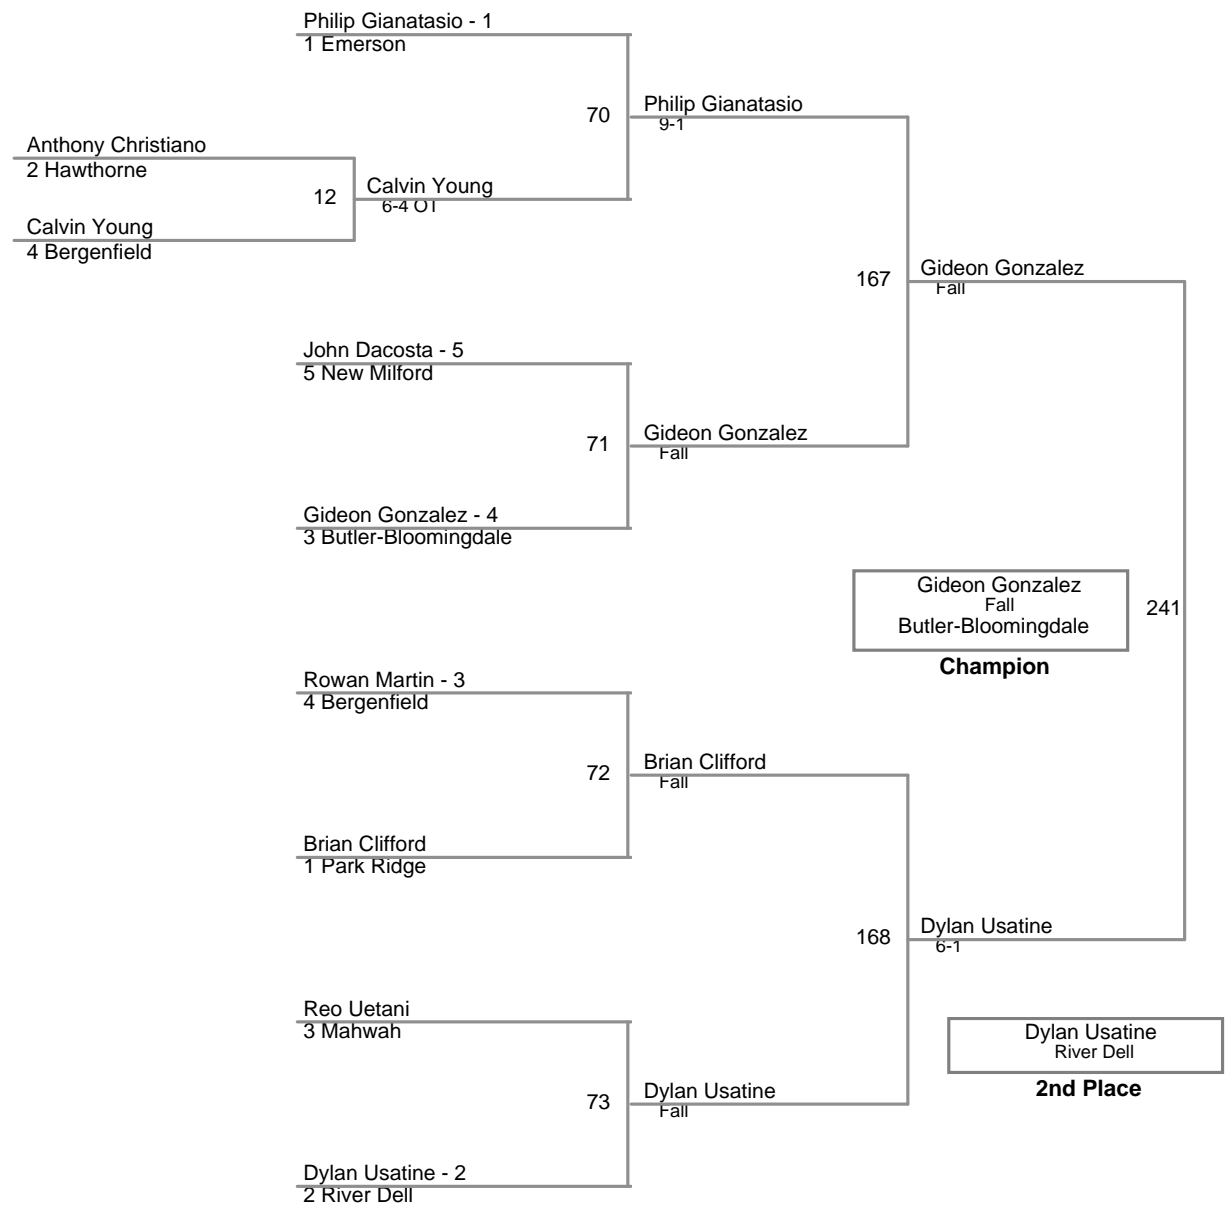 Philip Gianatasio - 1
1 Emerson
70
Philip Gianatasio
9-1
Anthony Christiano
2 Hawthorne
12
Calvin Young
6-4 OT
Calvin Young
4 Bergenfield
167
Gideon Gonzalez
Fall
John Dacosta - 5
5 New Milford
71
Gideon Gonzalez
Fall
Gideon Gonzalez - 4
3 Butler-Bloomingdale
Gideon Gonzalez
Fall
Butler-Bloomingdale
Champion
241
Rowan Martin - 3
4 Bergenfield
72
Brian Clifford
Fall
Brian Clifford
1 Park Ridge
168
Dylan Usatine
6-1
Reo Uetani
3 Mahwah
Dylan Usatine
River Dell
2nd Place
73
Dylan Usatine
Fall
Dylan Usatine - 2
2 River Dell